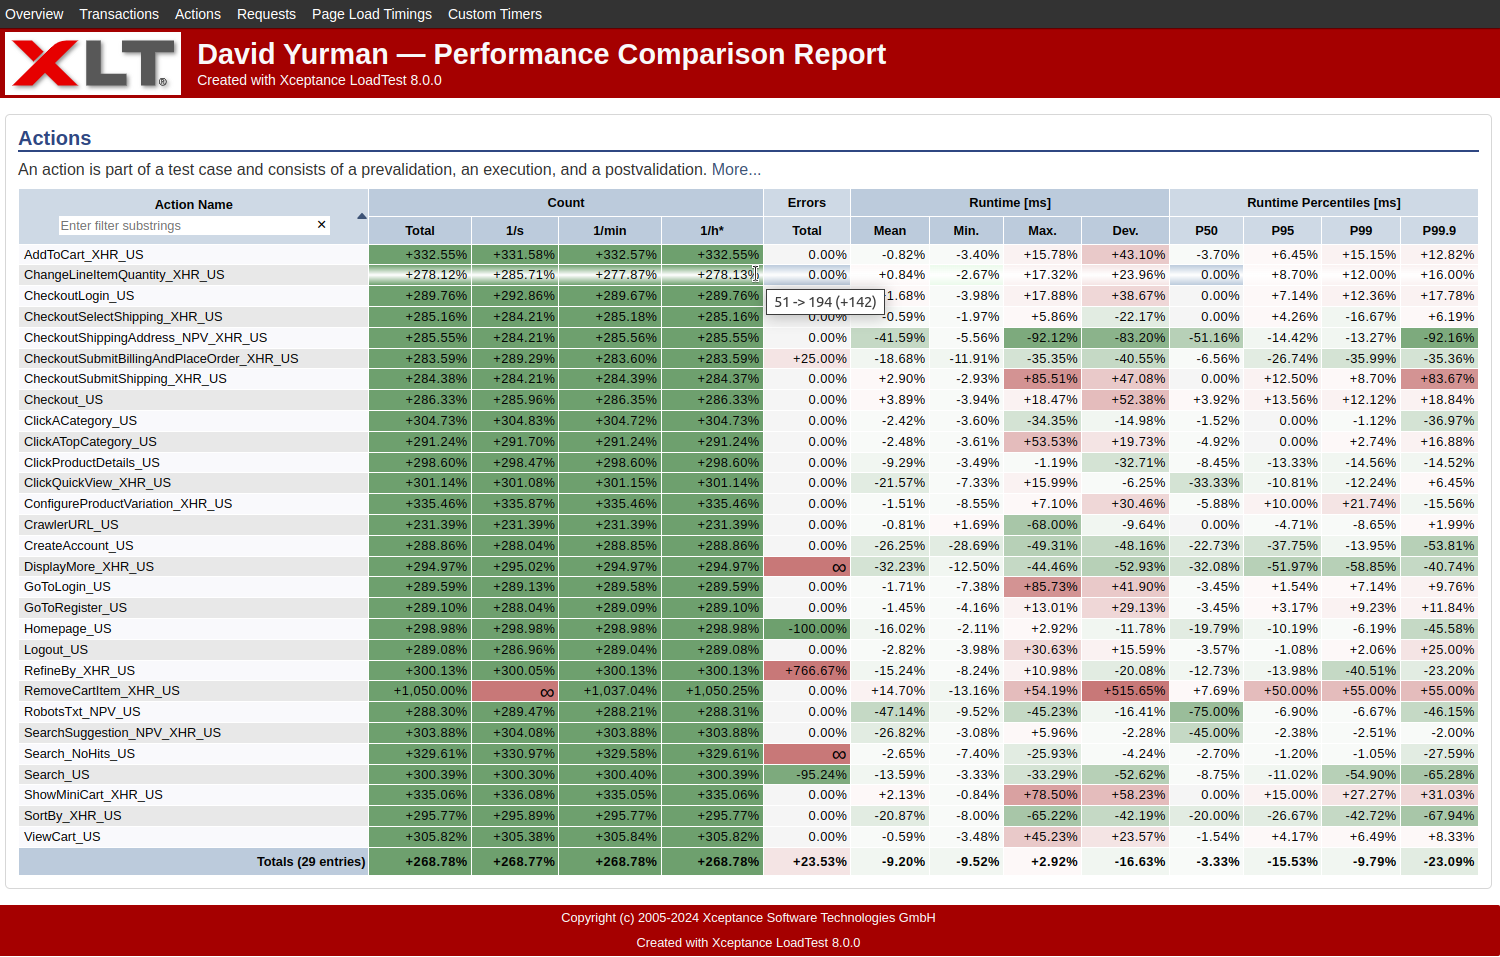 Overview Transactions Actions Requests Page Load Timings Custom Timers
XLT®
David Yurman — Performance Comparison Report
Created with Xceptance LoadTest 8.0.0
Actions
An action is part of a test case and consists of a prevalidation, an execution, and a postvalidation. More...
Action Name Count Errors Runtime [ms] Runtime Percentiles [ms]
Enter filter substrings ✕ Total 1/s 1/min 1/h* Total Mean Min. Max. Dev. P50 P95 P99 P99.9
AddToCart_XHR_US +332.55% +331.58% +332.57% +332.55% 0.00% -0.82% -3.40% +15.78% +43.10% -3.70% +6.45% +15.15% +12.82%
ChangeLineItemQuantity_XHR_US +278.12% +285.71% +277.87% +278.13% 0.00% +0.84% -2.67% +17.32% +23.96% 0.00% +8.70% +12.00% +16.00%
CheckoutLogin_US +289.76% +292.86% +289.67% +289.76% 1.68% -3.98% +17.88% +38.67% 0.00% +7.14% +12.36% +17.78%
51 -> 194 (+142)
CheckoutSelectShipping_XHR_US +285.16% +284.21% +285.18% +285.16% 0.00% -0.59% -1.97% +5.86% -22.17% 0.00% +4.26% -16.67% +6.19%
CheckoutShippingAddress_NPV_XHR_US +285.55% +284.21% +285.56% +285.55% 0.00% -41.59% -5.56% -92.12% -83.20% -51.16% -14.42% -13.27% -92.16%
CheckoutSubmitBillingAndPlaceOrder_XHR_US +283.59% +289.29% +283.60% +283.59% +25.00% -18.68% -11.91% -35.35% -40.55% -6.56% -26.74% -35.99% -35.36%
CheckoutSubmitShipping_XHR_US +284.38% +284.21% +284.39% +284.37% 0.00% +2.90% -2.93% +85.51% +47.08% 0.00% +12.50% +8.70% +83.67%
Checkout_US +286.33% +285.96% +286.35% +286.33% 0.00% +3.89% -3.94% +18.47% +52.38% +3.92% +13.56% +12.12% +18.84%
ClickACategory_US +304.73% +304.83% +304.72% +304.73% 0.00% -2.42% -3.60% -34.35% -14.98% -1.52% 0.00% -1.12% -36.97%
ClickATopCategory_US +291.24% +291.70% +291.24% +291.24% 0.00% -2.48% -3.61% +53.53% +19.73% -4.92% 0.00% +2.74% +16.88%
ClickProductDetails_US +298.60% +298.47% +298.60% +298.60% 0.00% -9.29% -3.49% -1.19% -32.71% -8.45% -13.33% -14.56% -14.52%
ClickQuickView_XHR_US +301.14% +301.08% +301.15% +301.14% 0.00% -21.57% -7.33% +15.99% -6.25% -33.33% -10.81% -12.24% +6.45%
ConfigureProductVariation_XHR_US +335.46% +335.87% +335.46% +335.46% 0.00% -1.51% -8.55% +7.10% +30.46% -5.88% +10.00% +21.74% -15.56%
CrawlerURL_US +231.39% +231.39% +231.39% +231.39% 0.00% -0.81% +1.69% -68.00% -9.64% 0.00% -4.71% -8.65% +1.99%
CreateAccount_US +288.86% +288.04% +288.85% +288.86% 0.00% -26.25% -28.69% -49.31% -48.16% -22.73% -37.75% -13.95% -53.81%
DisplayMore_XHR_US +294.97% +295.02% +294.97% +294.97% ∞ -32.23% -12.50% -44.46% -52.93% -32.08% -51.97% -58.85% -40.74%
GoToLogin_US +289.59% +289.13% +289.58% +289.59% 0.00% -1.71% -7.38% +85.73% +41.90% -3.45% +1.54% +7.14% +9.76%
GoToRegister_US +289.10% +288.04% +289.09% +289.10% 0.00% -1.45% -4.16% +13.01% +29.13% -3.45% +3.17% +9.23% +11.84%
Homepage_US +298.98% +298.98% +298.98% +298.98% -100.00% -16.02% -2.11% +2.92% -11.78% -19.79% -10.19% -6.19% -45.58%
Logout_US +289.08% +286.96% +289.04% +289.08% 0.00% -2.82% -3.98% +30.63% +15.59% -3.57% -1.08% +2.06% +25.00%
RefineBy_XHR_US +300.13% +300.05% +300.13% +300.13% +766.67% -15.24% -8.24% +10.98% -20.08% -12.73% -13.98% -40.51% -23.20%
RemoveCartItem_XHR_US +1,050.00% ∞ +1,037.04% +1,050.25% 0.00% +14.70% -13.16% +54.19% +515.65% +7.69% +50.00% +55.00% +55.00%
RobotsTxt_NPV_US +288.30% +289.47% +288.21% +288.31% 0.00% -47.14% -9.52% -45.23% -16.41% -75.00% -6.90% -6.67% -46.15%
SearchSuggestion_NPV_XHR_US +303.88% +304.08% +303.88% +303.88% 0.00% -26.82% -3.08% +5.96% -2.28% -45.00% -2.38% -2.51% -2.00%
Search_NoHits_US +329.61% +330.97% +329.58% +329.61% ∞ -2.65% -7.40% -25.93% -4.24% -2.70% -1.20% -1.05% -27.59%
Search_US +300.39% +300.30% +300.40% +300.39% -95.24% -13.59% -3.33% -33.29% -52.62% -8.75% -11.02% -54.90% -65.28%
ShowMiniCart_XHR_US +335.06% +336.08% +335.05% +335.06% 0.00% +2.13% -0.84% +78.50% +58.23% 0.00% +15.00% +27.27% +31.03%
SortBy_XHR_US +295.77% +295.89% +295.77% +295.77% 0.00% -20.87% -8.00% -65.22% -42.19% -20.00% -26.67% -42.72% -67.94%
ViewCart_US +305.82% +305.38% +305.84% +305.82% 0.00% -0.59% -3.48% +45.23% +23.57% -1.54% +4.17% +6.49% +8.33%
Totals (29 entries) +268.78% +268.77% +268.78% +268.78% +23.53% -9.20% -9.52% +2.92% -16.63% -3.33% -15.53% -9.79% -23.09%
Copyright (c) 2005-2024 Xceptance Software Technologies GmbH
Created with Xceptance LoadTest 8.0.0